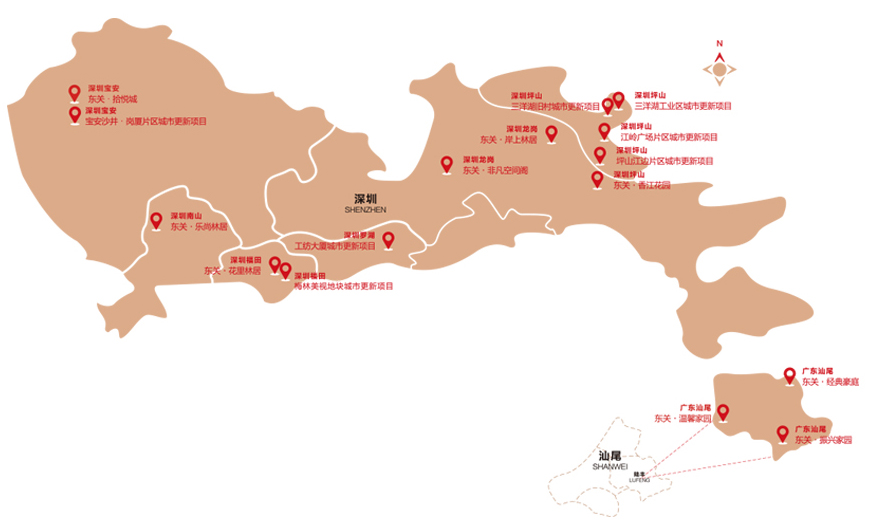 N
深圳宝安
东关·拾悦城
深圳宝安
宝安沙井·岗厦片区城市更新项目
深圳坪山
三洋湖旧村城市更新项目
深圳坪山
三洋湖工业区城市更新项目
深圳龙岗
东关·岸上林居
深圳坪山
江岭广场片区城市更新项目
深圳龙岗
东关·非凡空间阁
深圳坪山
坪山江边片区城市更新项目
深圳坪山
东关·香江花园
深圳
SHENZHEN
深圳南山
东关·乐尚林居
深圳罗湖
工纺大厦城市更新项目
深圳福田
东关·花里林居
深圳福田
梅林美视地块城市更新项目
广东汕尾
东关·经典豪庭
广东汕尾
东关·温馨家园
广东汕尾
东关·振兴家园
汕尾
SHANWEI
陆丰
LUFENG